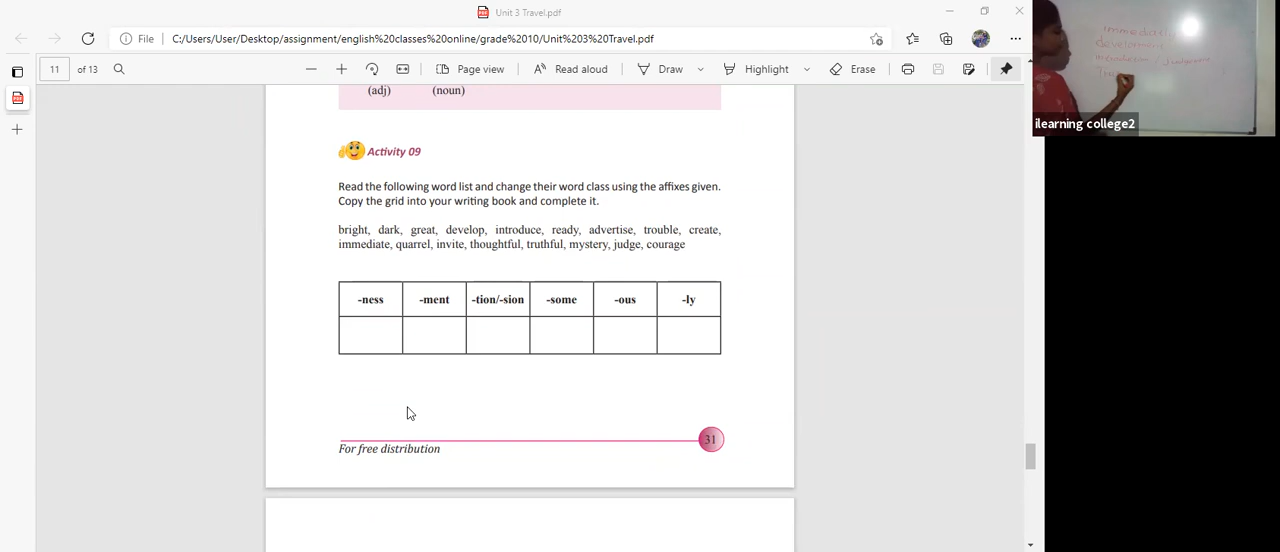 Unit 3 Travel.pdf
File
C:/Users/User/Desktop/assignment/english%20classes%20online/grade%2010/Unit%203%20Travel.pdf
11 of 13
Page view
Read aloud
Draw
Highlight
Erase
(adj) (noun)
Activity 09
Read the following word list and change their word class using the affixes given.
Copy the grid into your writing book and complete it.
bright, dark, great, develop, introduce, ready, advertise, trouble, create,
immediate, quarrel, invite, thoughtful, truthful, mystery, judge, courage
-ness -ment -tion/-sion -some -ous -ly
31
For free distribution
development
ilearning college2